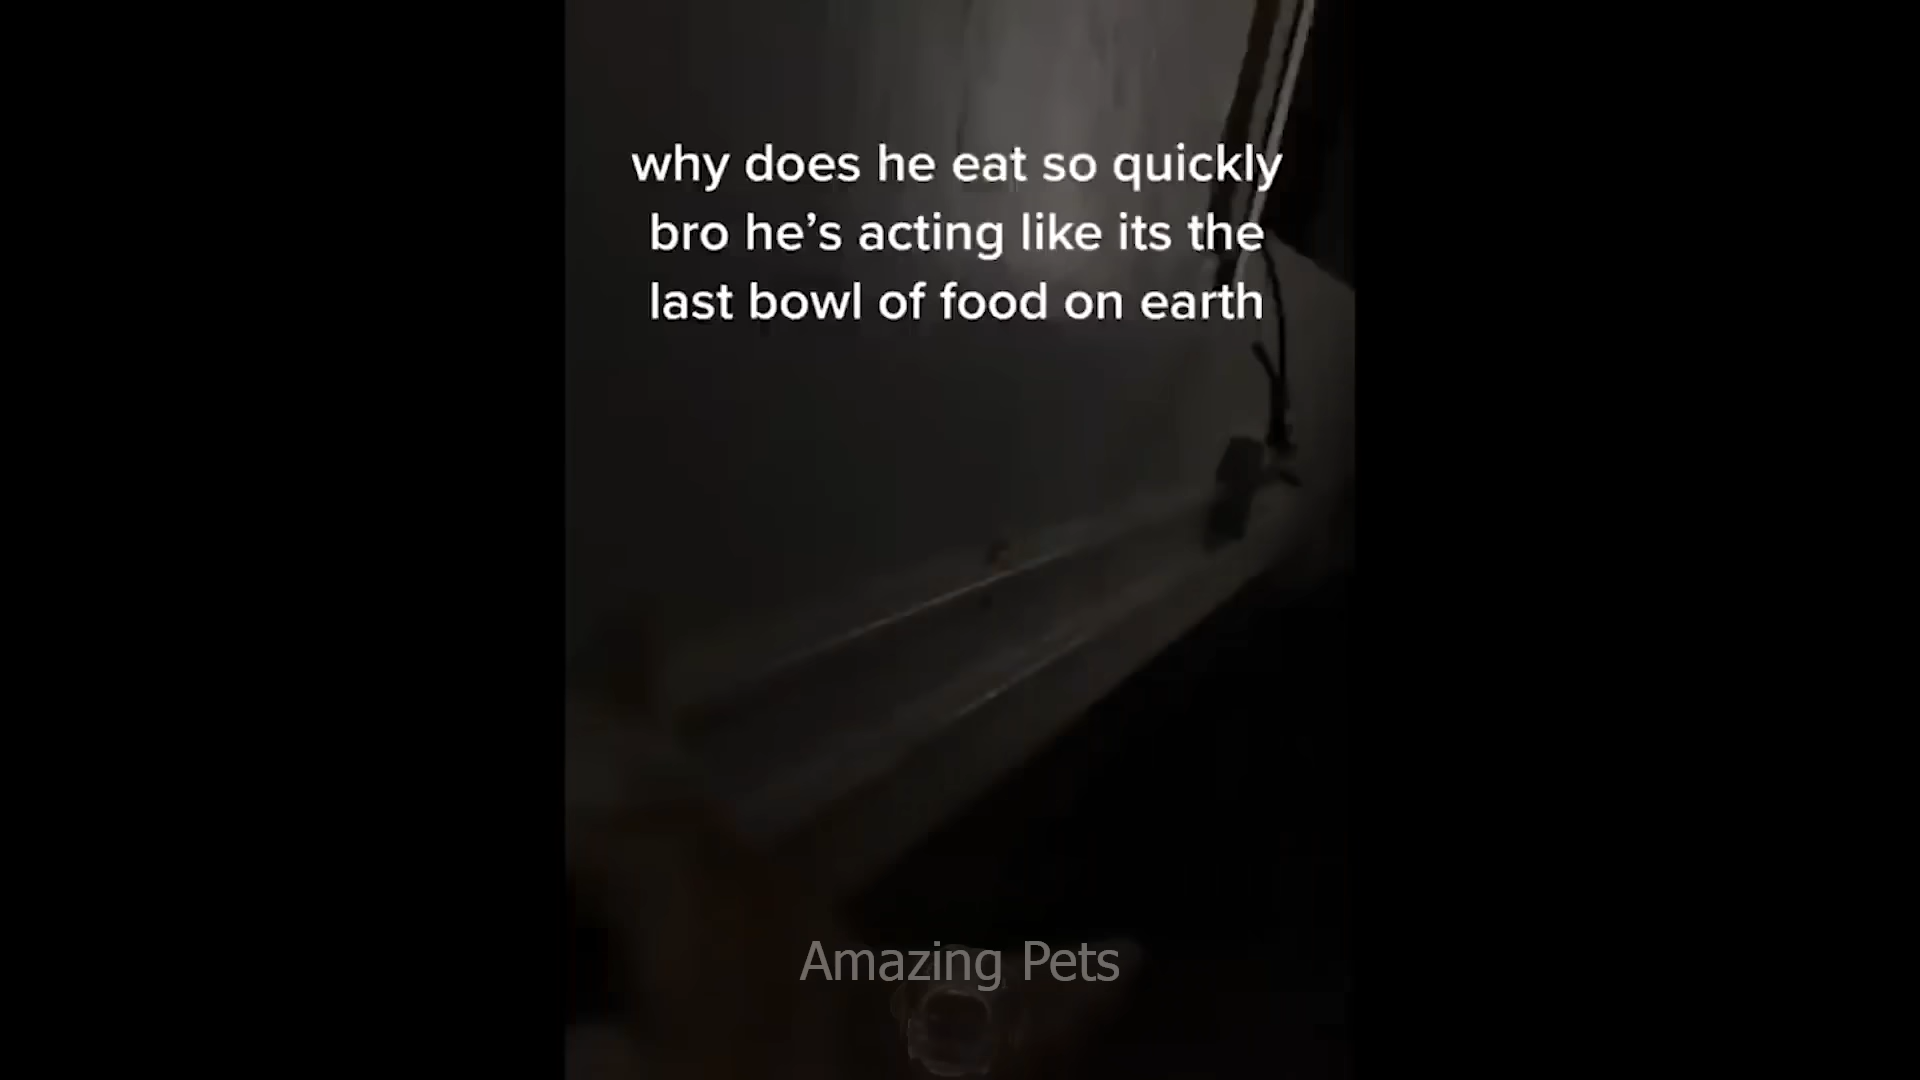 why does he eat so quickly
bro he’s acting like its the
last bowl of food on earth
Amazing Pets